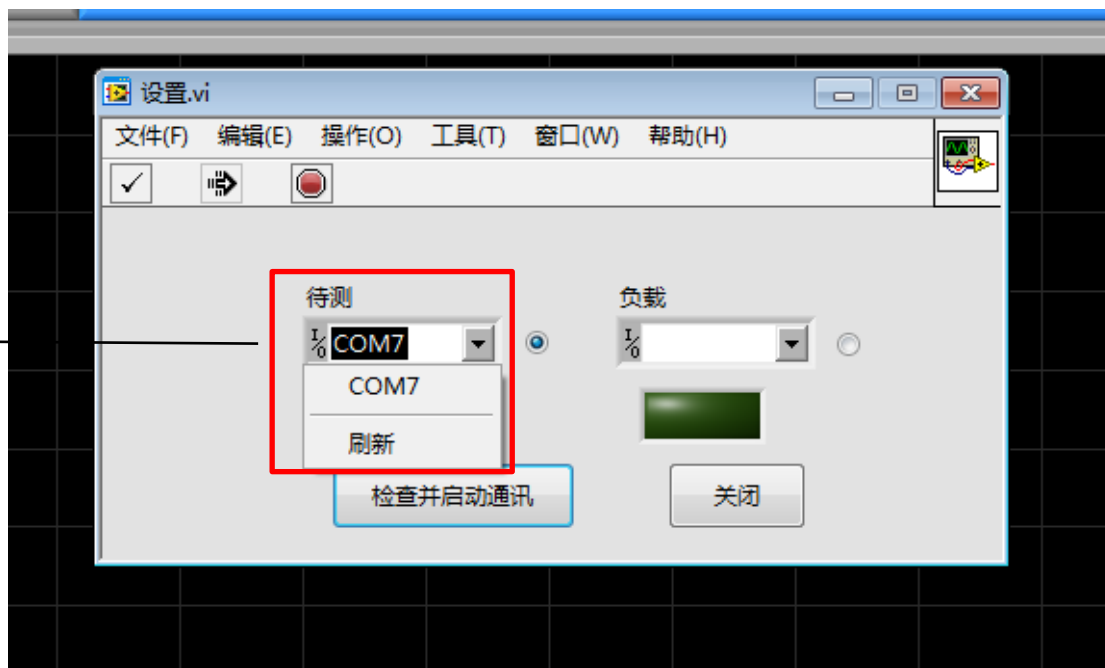 设置.vi
文件(F) 编辑(E) 操作(O) 工具(T) 窗口(W) 帮助(H)
待测 负载
I/O COM7 I/O
COM7
刷新
检查并启动通讯 关闭